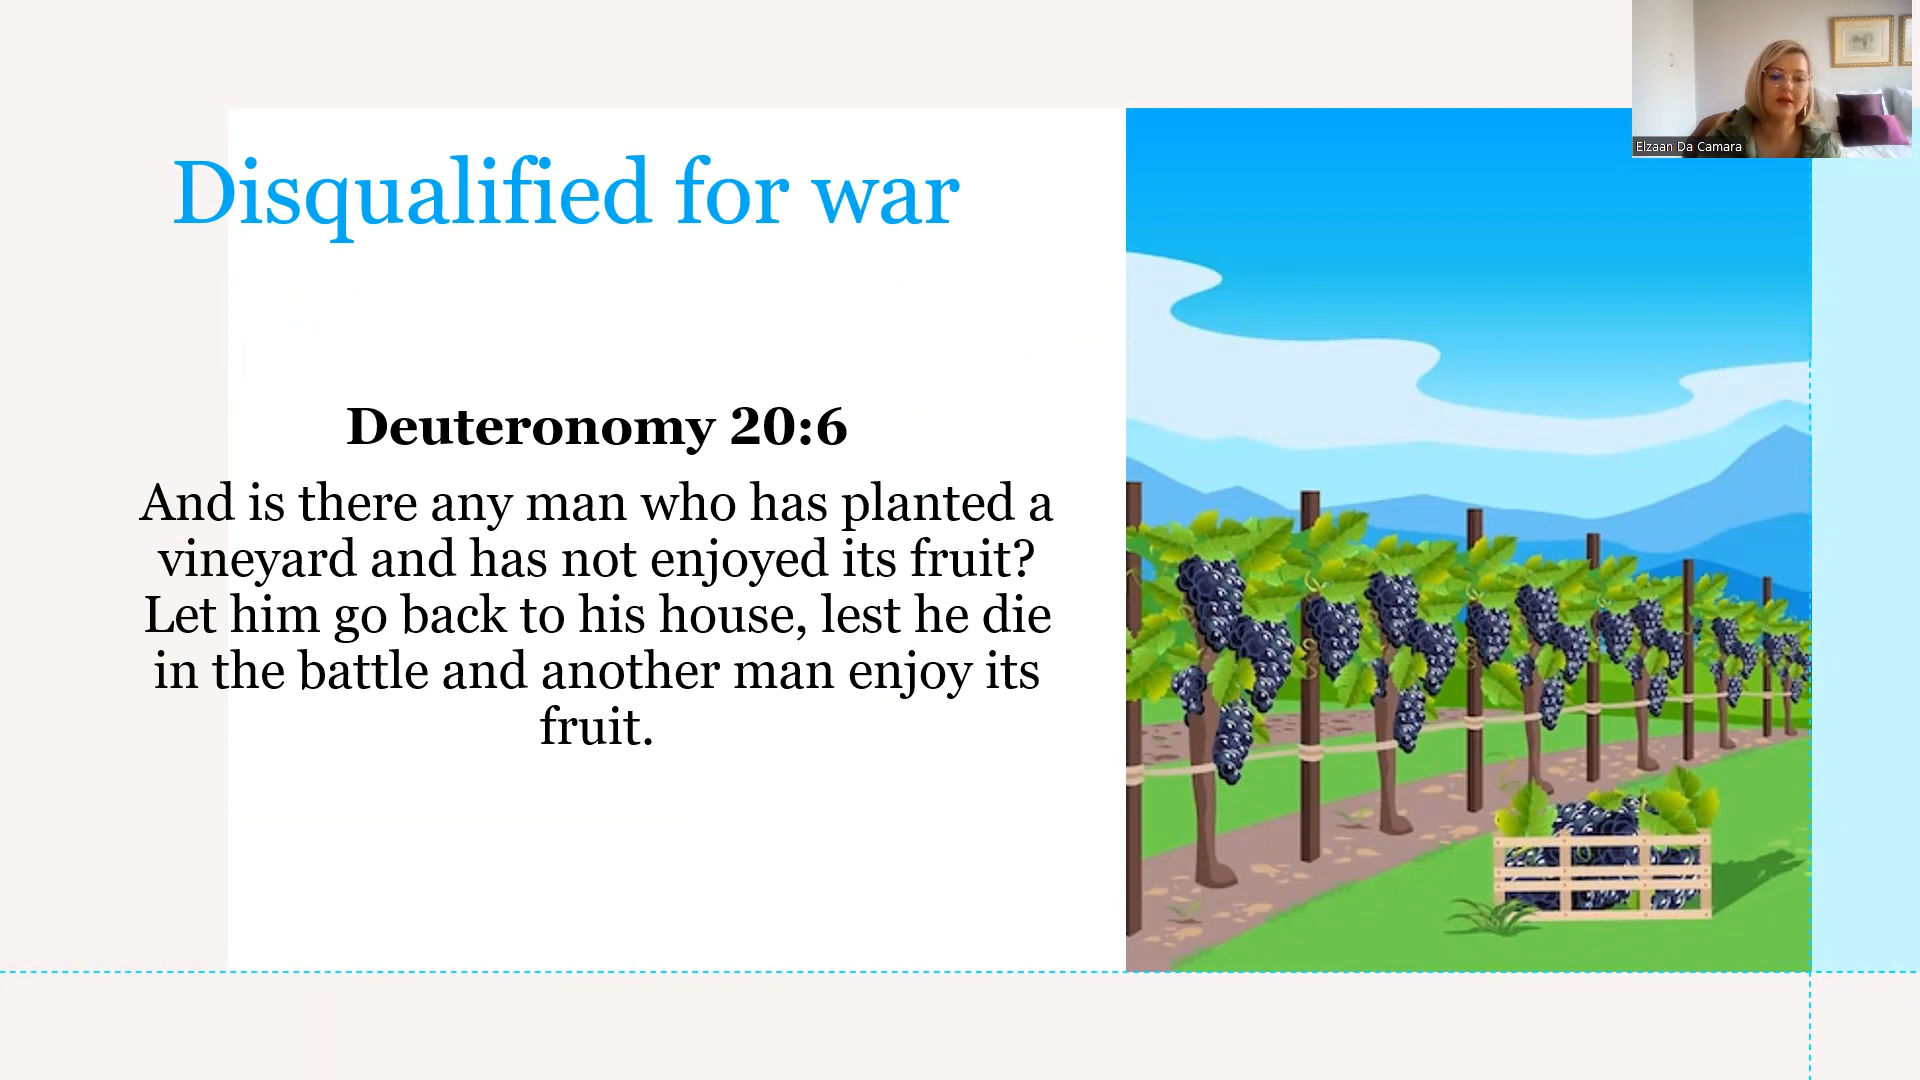 Elzaan Da Camara
Disqualified for war
Deuteronomy 20:6
And is there any man who has planted a
vineyard and has not enjoyed its fruit?
Let him go back to his house, lest he die
in the battle and another man enjoy its
fruit.